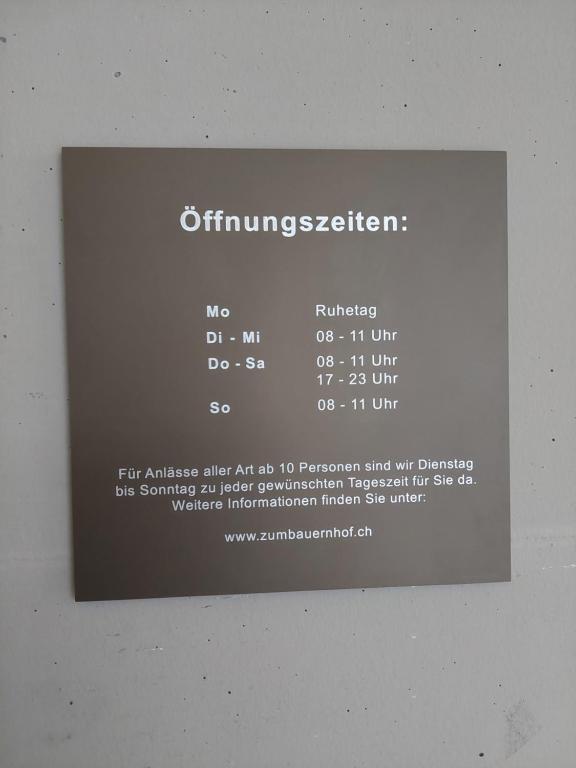 Öffnungszeiten:
Mo Ruhetag
Di - Mi 08 - 11 Uhr
Do - Sa 08 - 11 Uhr
17 - 23 Uhr
So 08 - 11 Uhr
Für Anlässe aller Art ab 10 Personen sind wir Dienstag
bis Sonntag zu jeder gewünschten Tageszeit für Sie da.
Weitere Informationen finden Sie unter:
www.zumbauernhof.ch